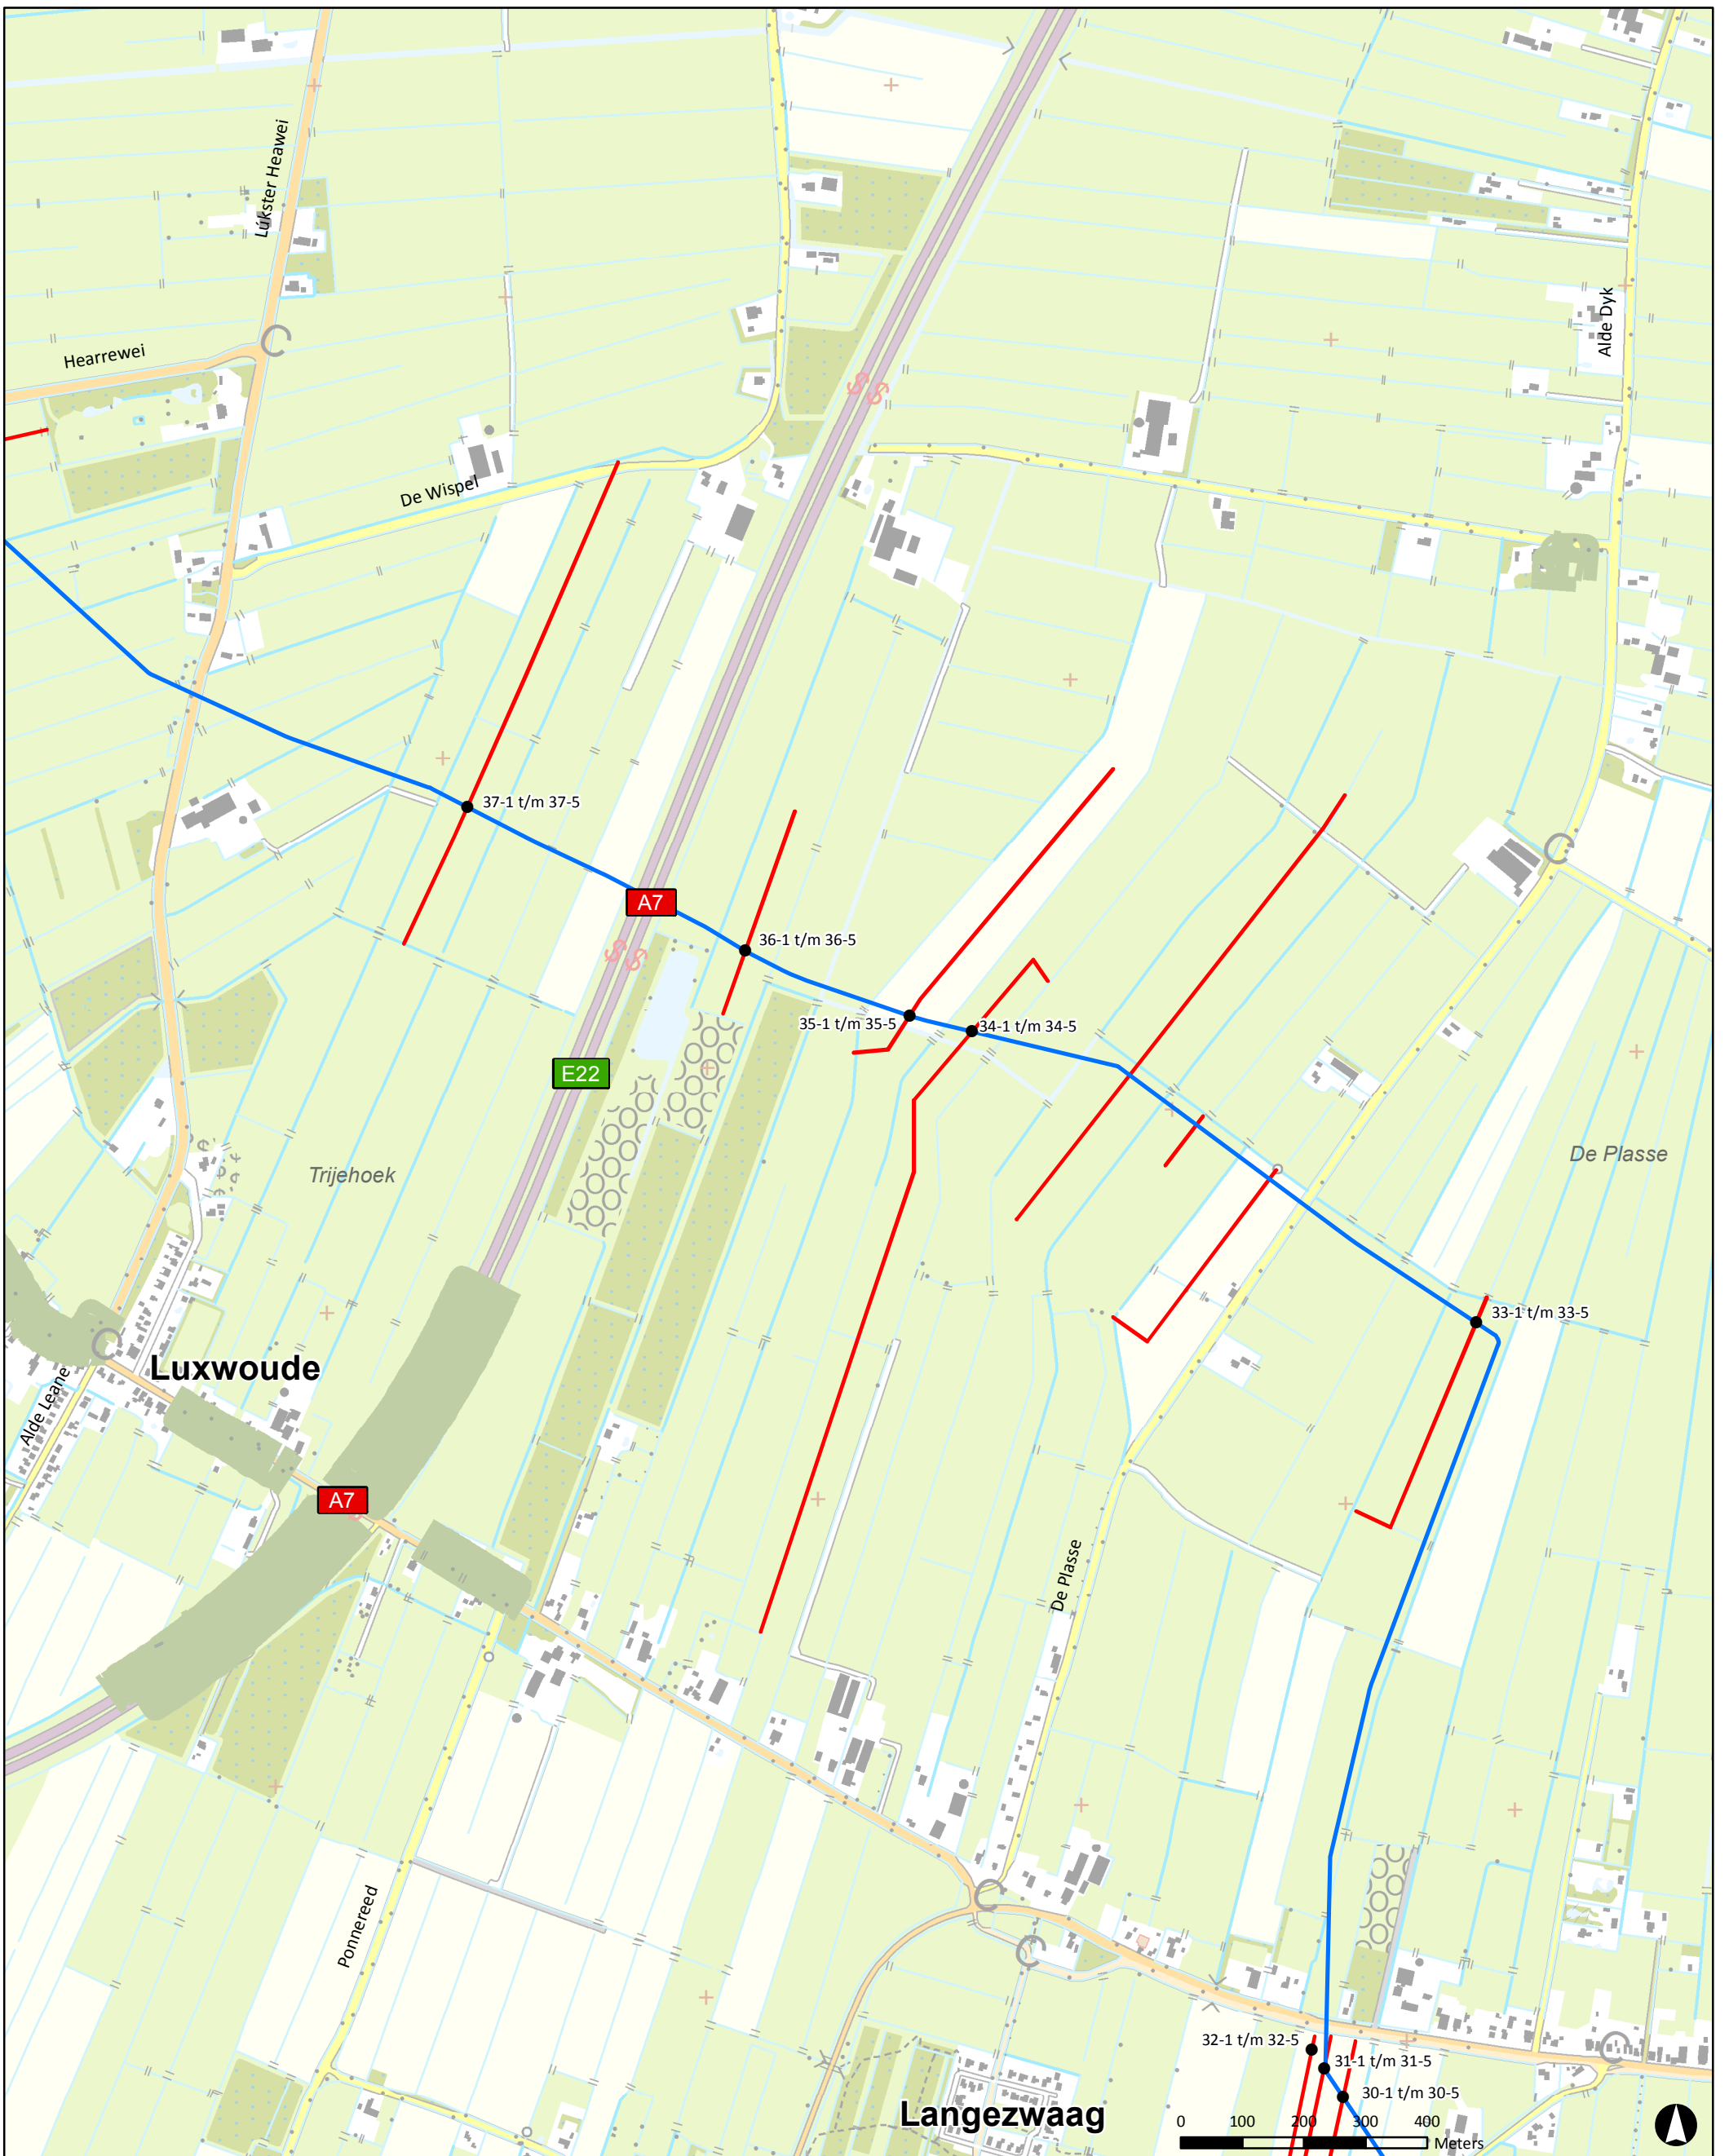 Lúkster Heawei
Alde Dyk
Hearrewei
De Wispel
37-1 t/m 37-5
A7
36-1 t/m 36-5
35-1 t/m 35-5
34-1 t/m 34-5
E22
De Plasse
Trijehoek
33-1 t/m 33-5
Luxwoude
Alde Leane
A7
De Plasse
Ponnereed
32-1 t/m 32-5
31-1 t/m 31-5
30-1 t/m 30-5
Langezwaag
0 100 200 300 400
Meters